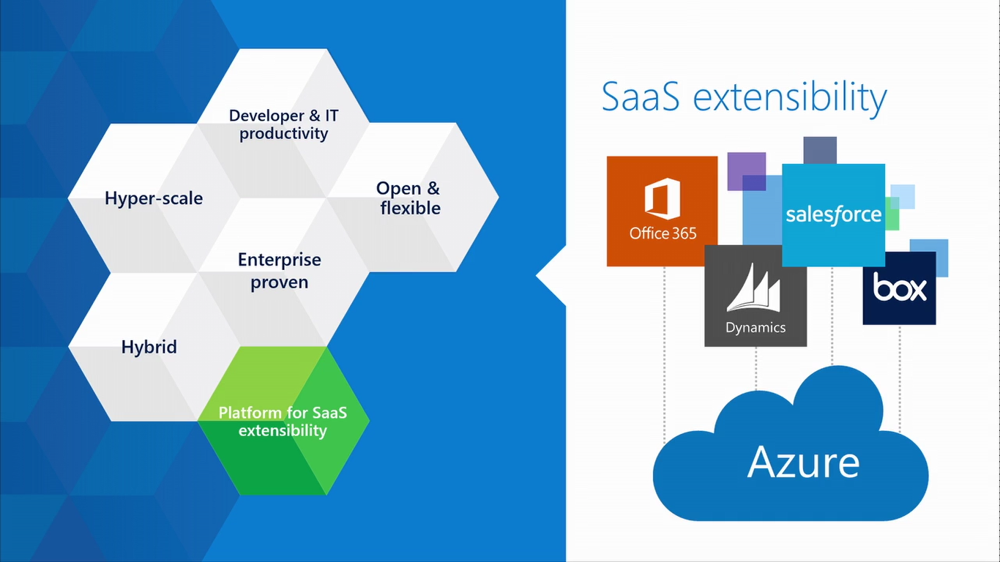 Developer & IT
productivity
Hyper-scale
Open &
flexible
Enterprise
proven
Hybrid
Platform for SaaS
extensibility
SaaS extensibility
Office 365
salesforce
Dynamics
box
Azure